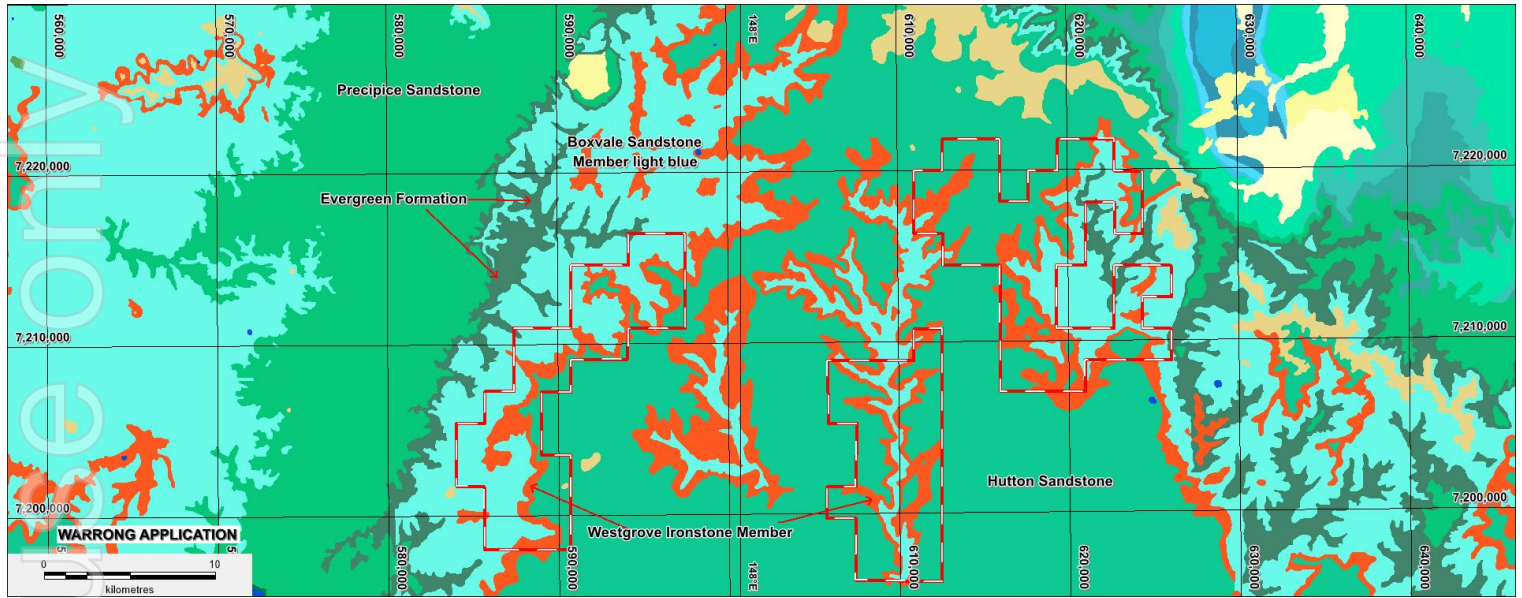 use only
560,000
570,000
580,000
590,000
148°E
610,000
620,000
630,000
640,000
Precipice Sandstone
Boxvale Sandstone
Member light blue
7,220,000
7,220,000
Evergreen Formation
7,210,000
7,210,000
Hutton Sandstone
7,200,000
7,200,000
Westgrove Ironstone Member
WARRONG APPLICATION
0 10
kilometres
580,000
590,000
148°E
610,000
620,000
630,000
640,000